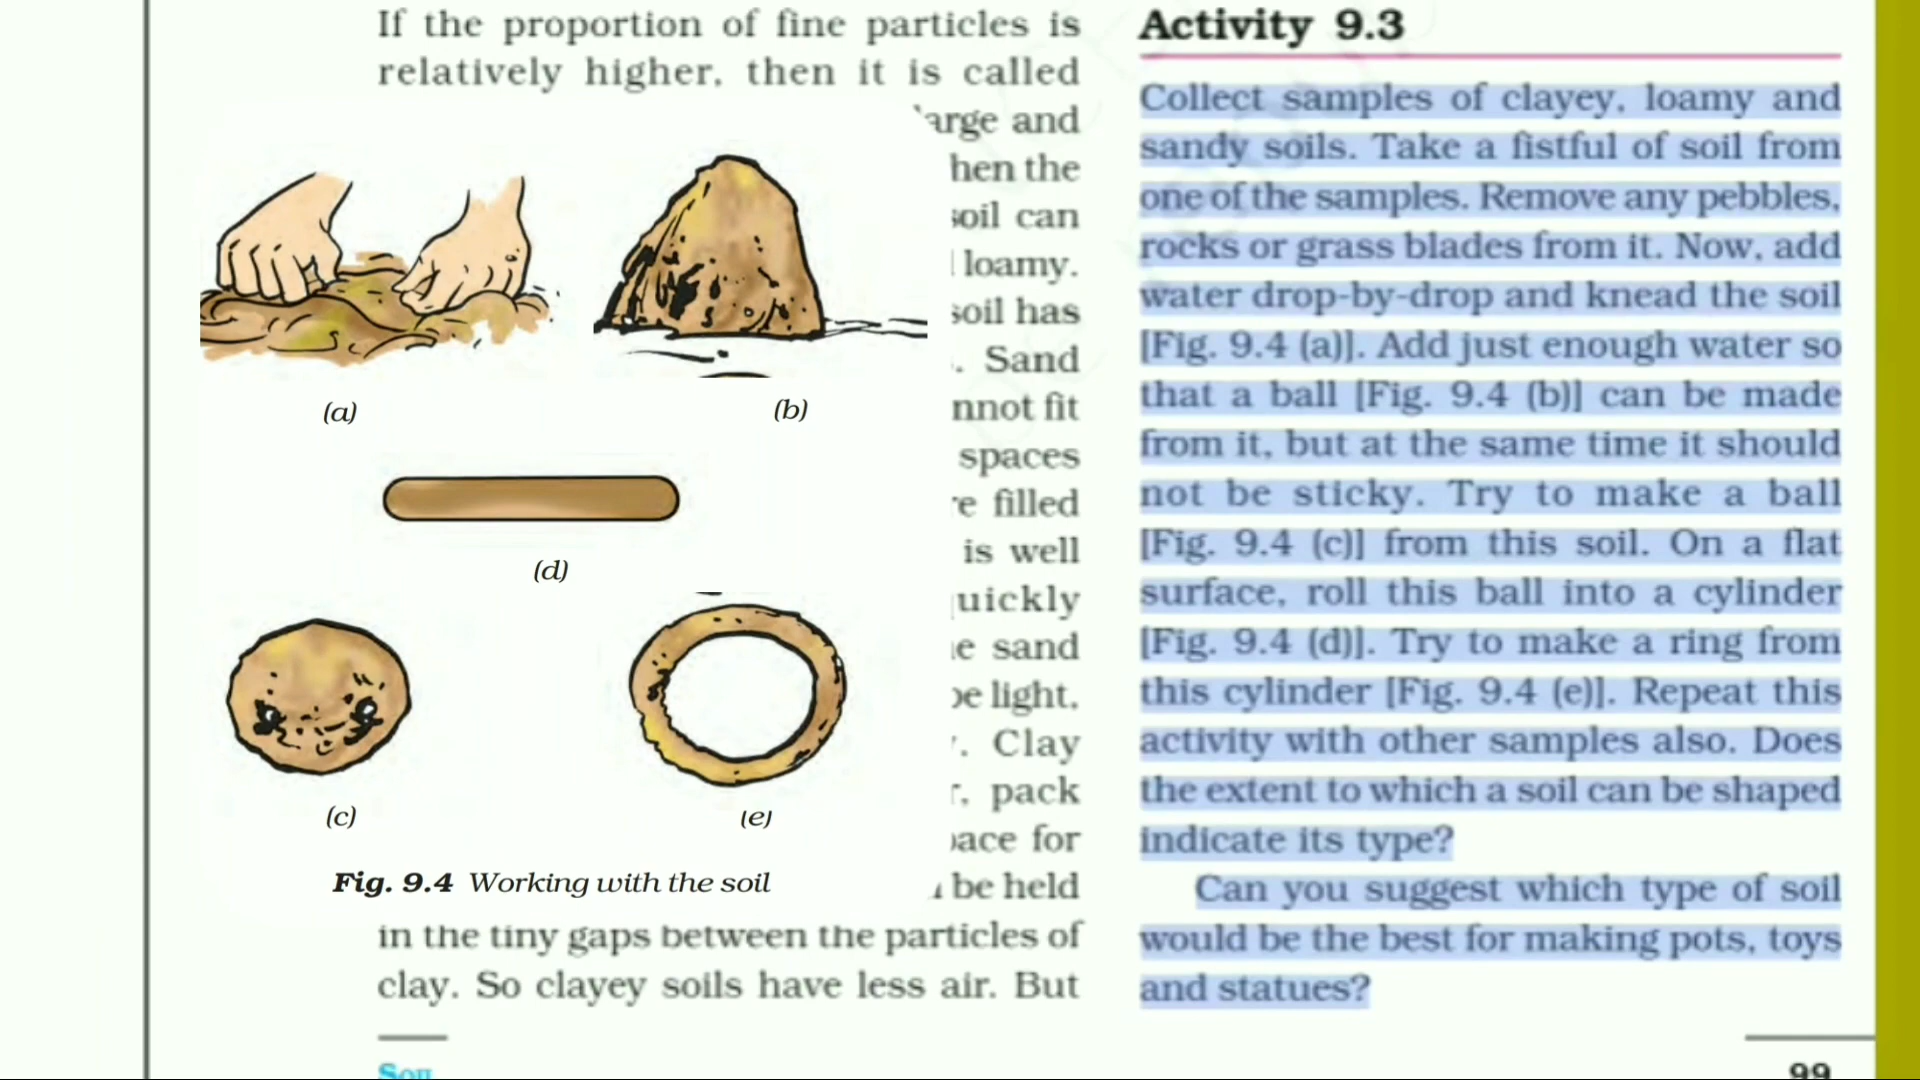 If the proportion of fine particles is
relatively higher, then it is called
arge and
hen the
soil can
loamy.
soil has
. Sand
nnot fit
spaces
re filled
is well
uickly
e sand
be light,
. Clay
r, pack
pace for
be held
in the tiny gaps between the particles of
clay. So clayey soils have less air. But
(a)
(b)
(d)
(c)
(e)
Fig. 9.4 Working with the soil
Soil
Activity 9.3
Collect samples of clayey, loamy and
sandy soils. Take a fistful of soil from
one of the samples. Remove any pebbles,
rocks or grass blades from it. Now, add
water drop-by-drop and knead the soil
[Fig. 9.4 (a)]. Add just enough water so
that a ball [Fig. 9.4 (b)] can be made
from it, but at the same time it should
not be sticky. Try to make a ball
[Fig. 9.4 (c)] from this soil. On a flat
surface, roll this ball into a cylinder
[Fig. 9.4 (d)]. Try to make a ring from
this cylinder [Fig. 9.4 (e)]. Repeat this
activity with other samples also. Does
the extent to which a soil can be shaped
indicate its type?
Can you suggest which type of soil
would be the best for making pots, toys
and statues?
99